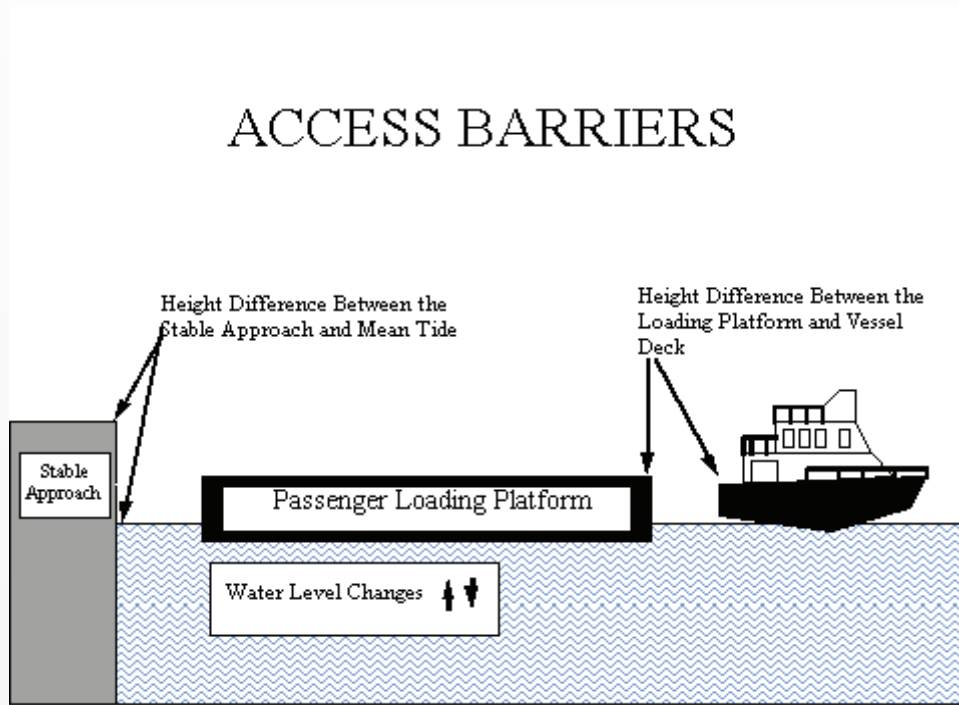 ACCESS BARRIERS
Height Difference Between the
Stable Approach and Mean Tide
Height Difference Between the
Loading Platform and Vessel
Deck
Stable
Approach
Passenger Loading Platform
Water Level Changes